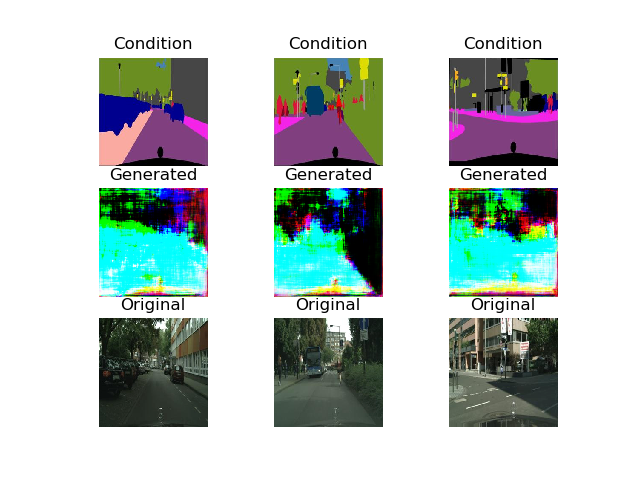 Condition Condition Condition
Generated Generated Generated
Original Original Original